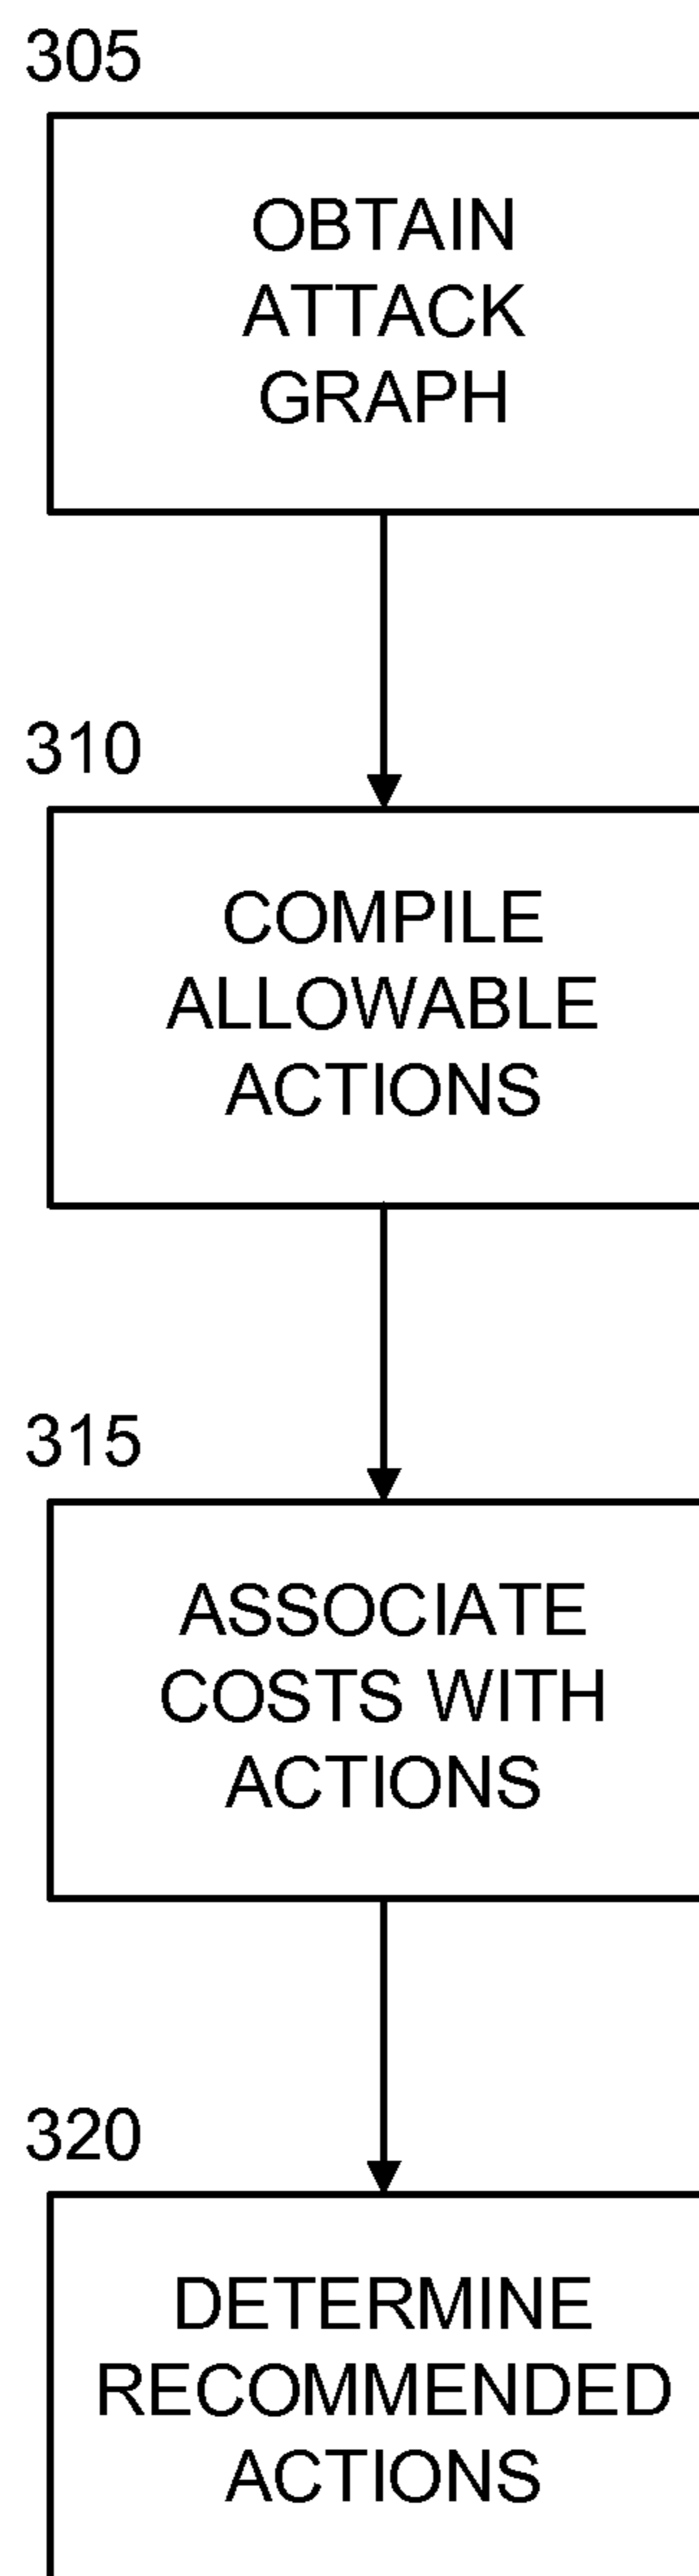 305
OBTAIN
ATTACK
GRAPH
310
COMPILE
ALLOWABLE
ACTIONS
315
ASSOCIATE
COSTS WITH
ACTIONS
320
DETERMINE
RECOMMENDED
ACTIONS